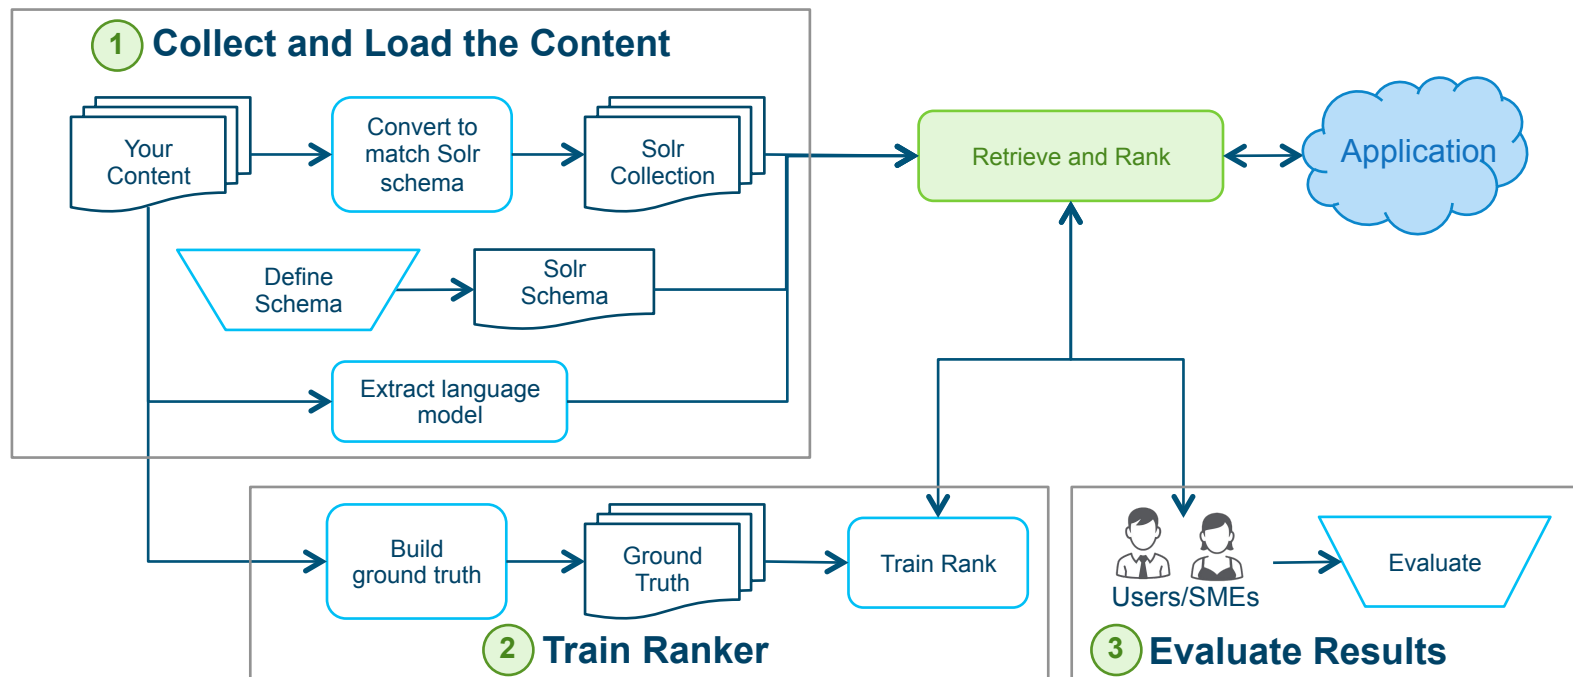 1 Collect and Load the Content
Your
Content
Convert to
match Solr
schema
Solr
Collection
Retrieve and Rank
Application
Define
Schema
Solr
Schema
Extract language
model
Build
ground truth
Ground
Truth
Train Rank
Users/SMEs
Evaluate
2 Train Ranker
3 Evaluate Results